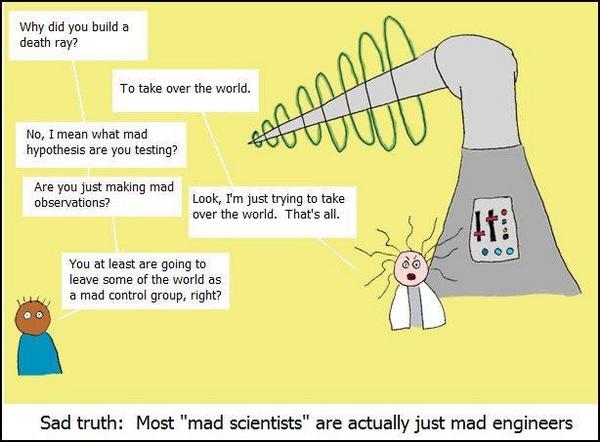 Why did you build a
death ray?
To take over the world.
No, I mean what mad
hypothesis are you testing?
Are you just making mad
observations?
Look, I'm just trying to take
over the world.  That's all.
You at least are going to
leave some of the world as
a mad control group, right?
Sad truth:  Most "mad scientists" are actually just mad engineers